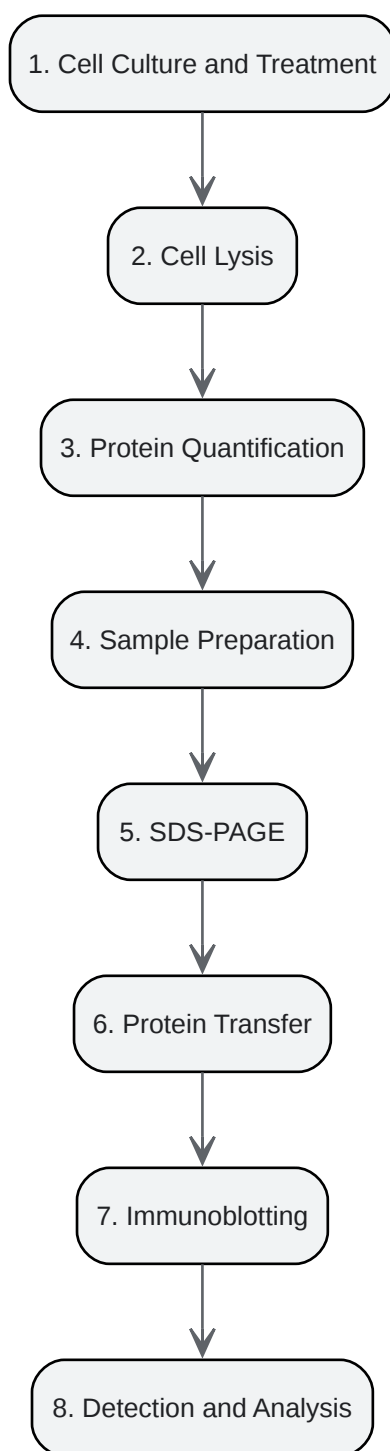 1. Cell Culture and Treatment
2. Cell Lysis
3. Protein Quantification
4. Sample Preparation
5. SDS-PAGE
6. Protein Transfer
7. Immunoblotting
8. Detection and Analysis